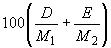 100(D/M₁ + E/M₂)